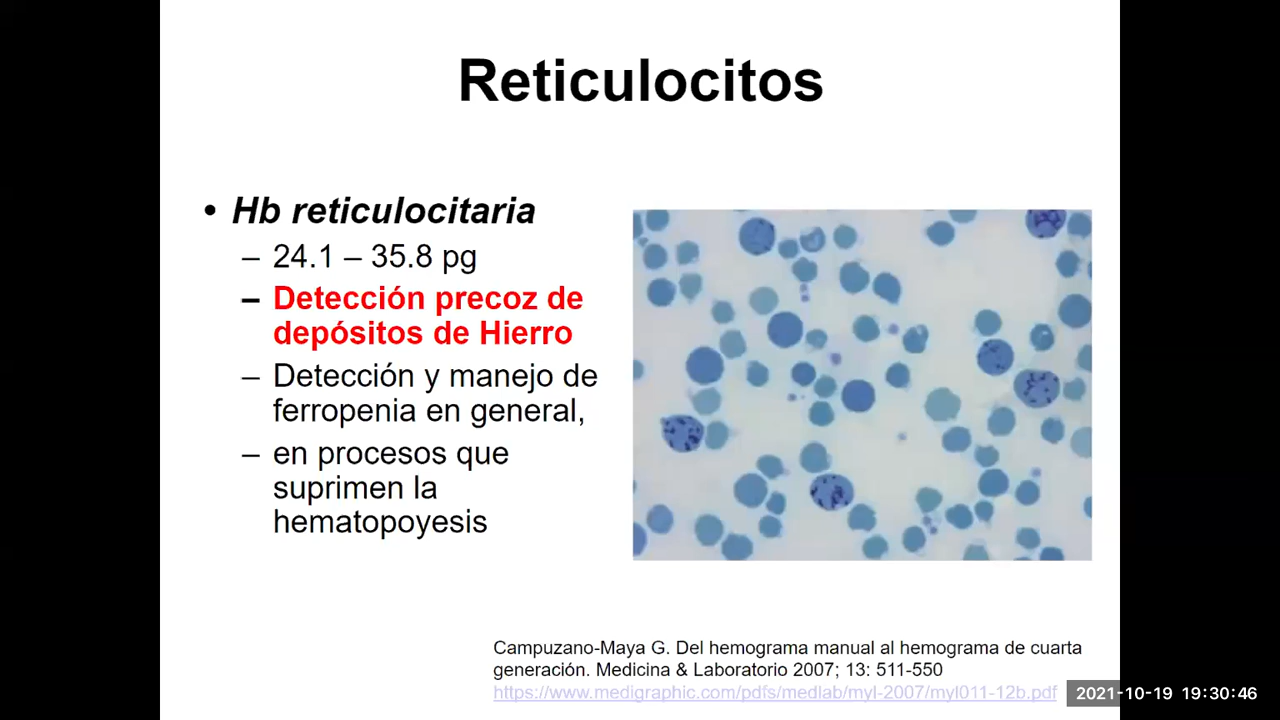 Reticulocitos
• Hb reticulocitaria
– 24.1 – 35.8 pg
– Detección precoz de
depósitos de Hierro
– Detección y manejo de
ferropenia en general,
– en procesos que
suprimen la
hematopoyesis
Campuzano-Maya G. Del hemograma manual al hemograma de cuarta
generación. Medicina & Laboratorio 2007; 13: 511-550
https://www.medigraphic.com/pdfs/medlab/myl-2007/myl011-12b.pdf
2021-10-19 19:30:46